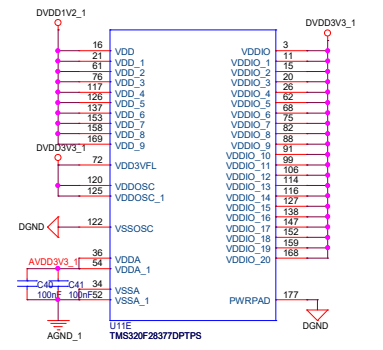 DVDD1V2_1
DVDD3V3_1
16 VDD VDDIO 3
21 VDD_1 VDDIO_1 11
61 VDD_2 VDDIO_2 15
76 VDD_3 VDDIO_3 20
117 VDD_4 VDDIO_4 26
126 VDD_5 VDDIO_5 62
137 VDD_6 VDDIO_6 68
153 VDD_7 VDDIO_7 75
158 VDD_8 VDDIO_8 82
169 VDD_9 VDDIO_9 88
VDDIO_10 91
DVDD3V3_1
72 VDD3VFL VDDIO_11 99
VDDIO_12 106
120 VDDOSC VDDIO_13 114
125 VDDOSC_1 VDDIO_14 116
VDDIO_15 127
VDDIO_16 138
DGND 122 VSSOSC VDDIO_17 147
VDDIO_18 152
VDDIO_19 159
36 VDDA VDDIO_20 168
AVDD3V3_1 54 VDDA_1
C40 C41 34 VSSA
100nF 100nF 52 VSSA_1 PWRPAD 177
AGND_1
DGND
U11E
TMS320F28377DPTPS